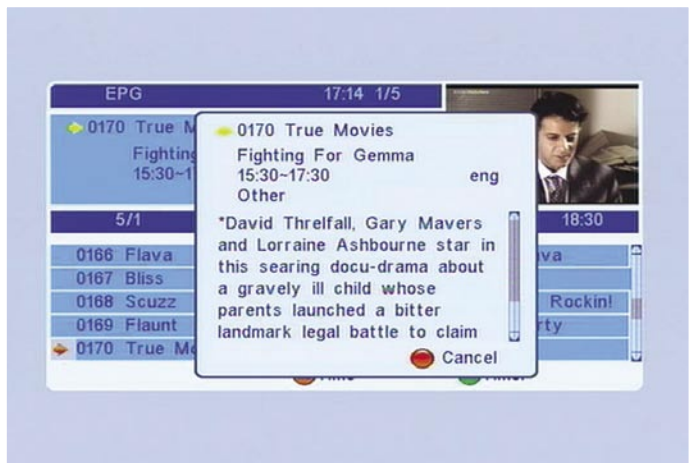 EPG 17:14 1/5
0170 True M
Fighting
15:30~1
0170 True Movies
Fighting For Gemma
15:30~17:30 eng
Other
*David Threlfall, Gary Mavers
and Lorraine Ashbourne star in
this searing docu-drama about
a gravely ill child whose
parents launched a bitter
landmark legal battle to claim
Cancel
5/1 18:30
0166 Flava va
0167 Bliss
0168 Scuzz Rockin!
0169 Flaunt rty
0170 True Mo